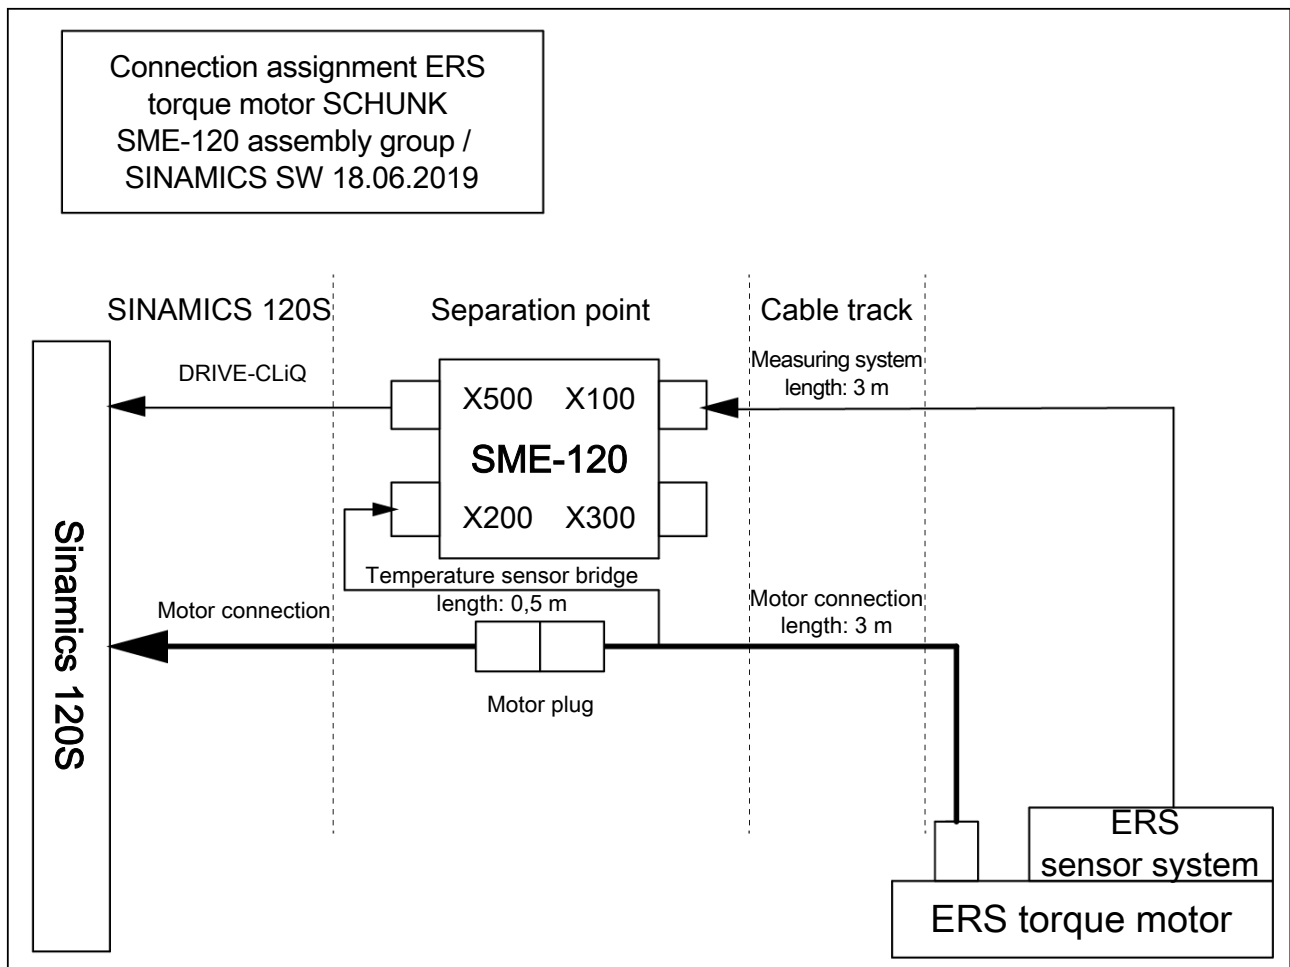 Connection assignment ERS
torque motor SCHUNK
SME-120 assembly group /
SINAMICS SW 18.06.2019
SINAMICS 120S
Separation point
Cable track
DRIVE-CLiQ
Measuring system
length: 3 m
X500 X100
SME-120
X200 X300
Sinamics 120S
Temperature sensor bridge
length: 0,5 m
Motor connection
Motor connection
length: 3 m
Motor plug
ERS
sensor system
ERS torque motor